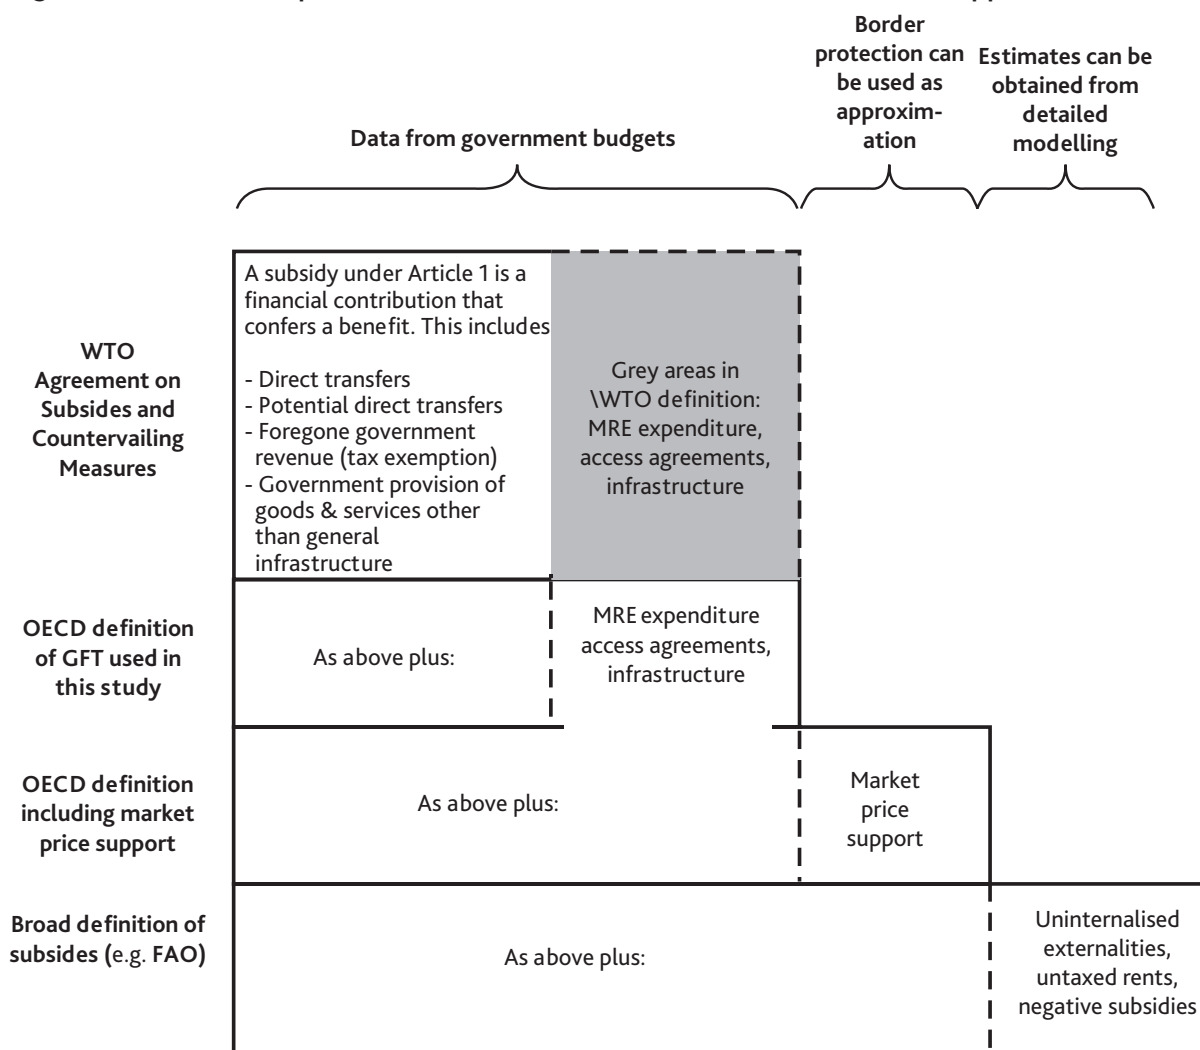 Border
protection can
be used as
approxim-
ation
Estimates can be
obtained from
detailed
modelling
Data from government budgets
WTO
Agreement on
Subsides and
Countervailing
Measures
A subsidy under Article 1 is a
financial contribution that
confers a benefit. This includes
- Direct transfers
- Potential direct transfers
- Foregone government
revenue (tax exemption)
- Government provision of
goods & services other
than general
infrastructure
Grey areas in
\WTO definition:
MRE expenditure,
access agreements,
infrastructure
OECD definition
of GFT used in
this study
As above plus:
MRE expenditure
access agreements,
infrastructure
OECD definition
including market
price support
As above plus:
Market
price
support
Broad definition of
subsides (e.g. FAO)
As above plus:
Uninternalised
externalities,
untaxed rents,
negative subsidies